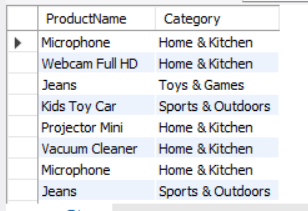 ProductName Category
Microphone Home & Kitchen
Webcam Full HD Home & Kitchen
Jeans Toys & Games
Kids Toy Car Sports & Outdoors
Projector Mini Home & Kitchen
Vacuum Cleaner Home & Kitchen
Microphone Home & Kitchen
Jeans Sports & Outdoors